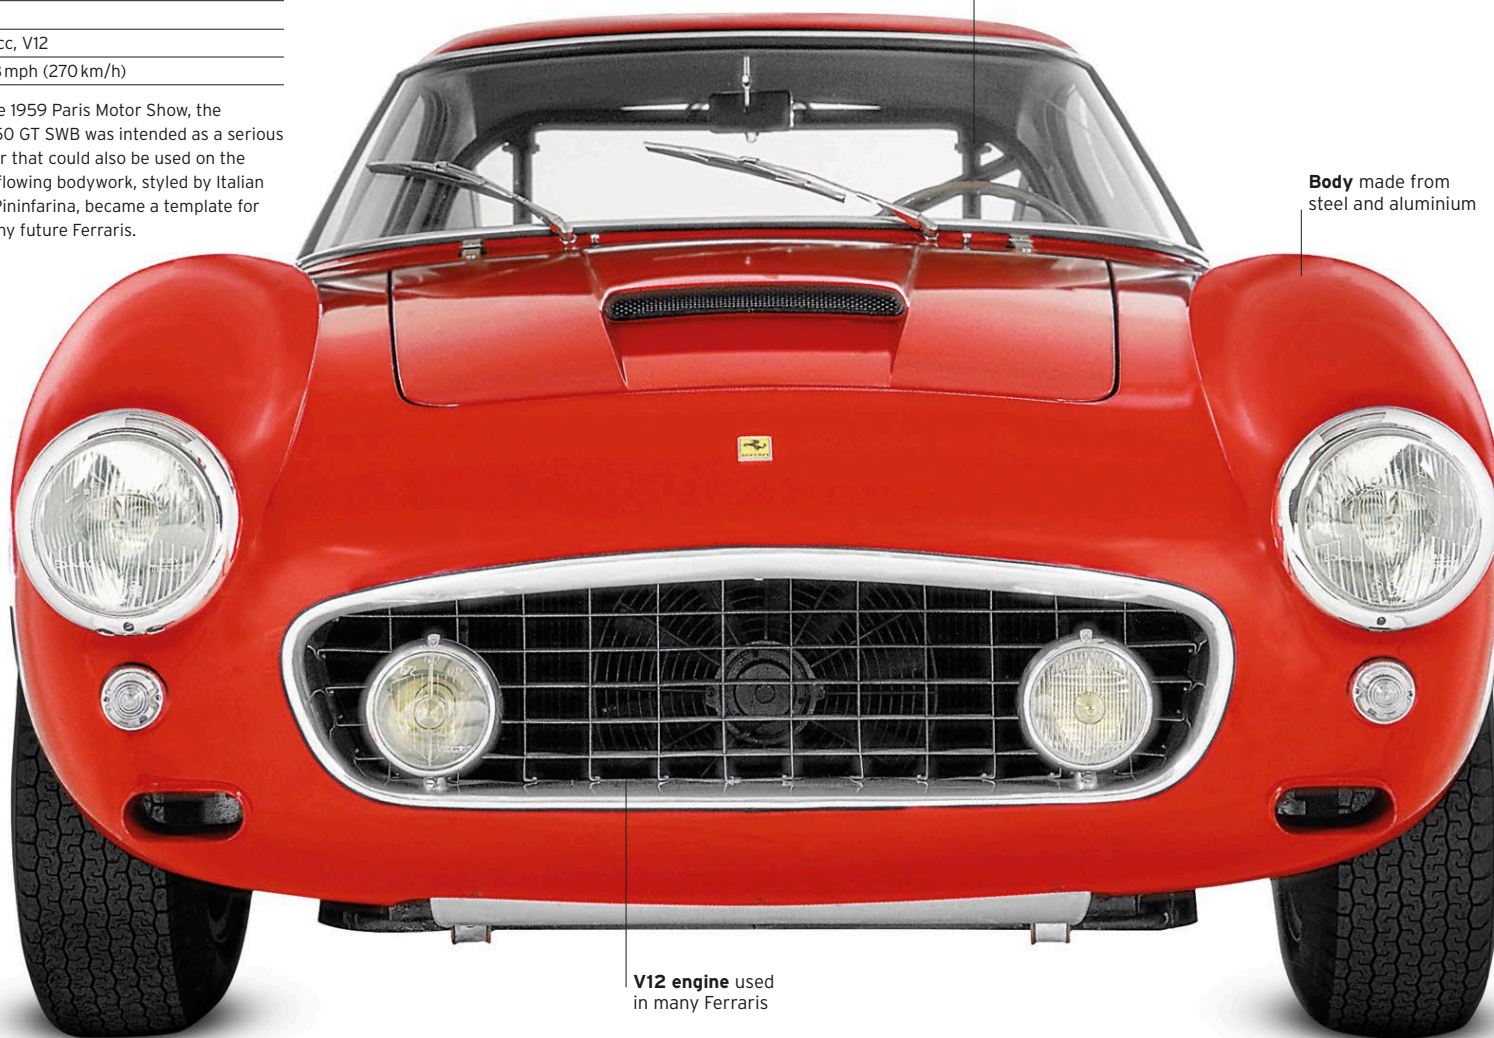 cc, V12
mph (270 km/h)
e 1959 Paris Motor Show, the
50 GT SWB was intended as a serious
r that could also be used on the
flowing bodywork, styled by Italian
Pininfarina, became a template for
ny future Ferraris.
Body made from
steel and aluminium
V12 engine used
in many Ferraris